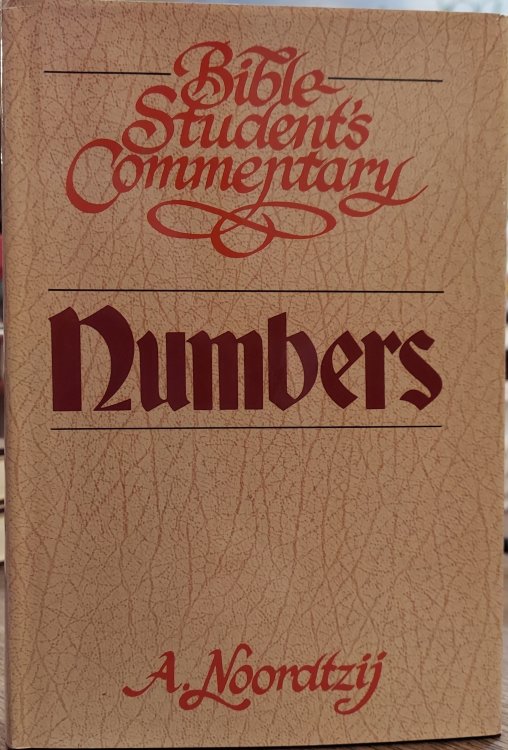 Bible
Student's
Commentary
Numbers
A. Noordtzij